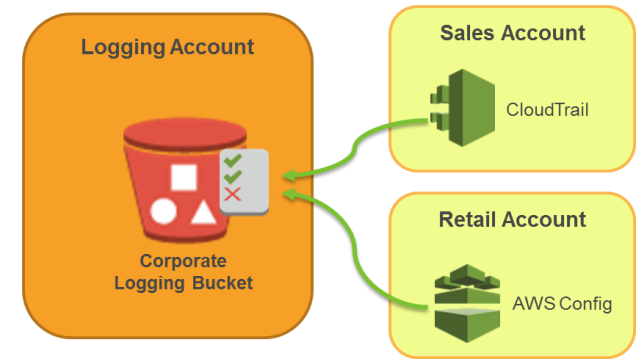 Logging Account
Corporate
Logging Bucket
Sales Account
CloudTrail
Retail Account
AWS Config